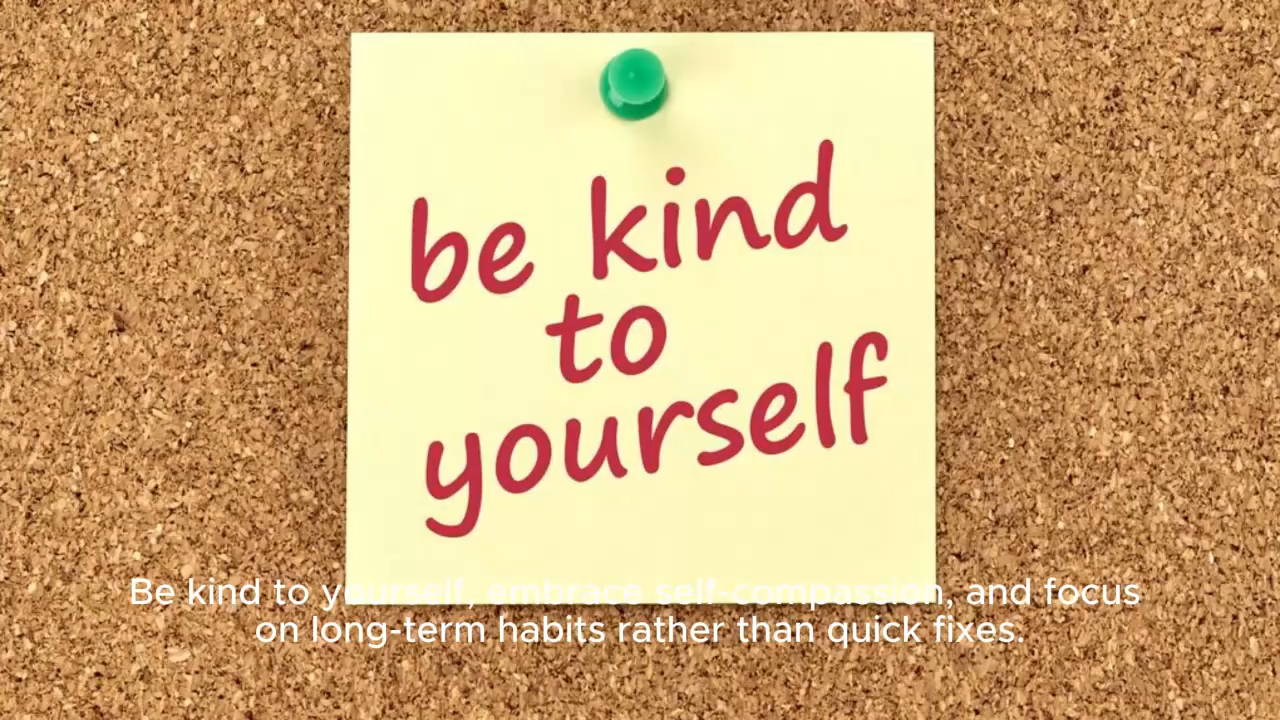 be kind
to
yourself
Be kind to yourself, embrace self-compassion, and focus
on long-term habits rather than quick fixes.